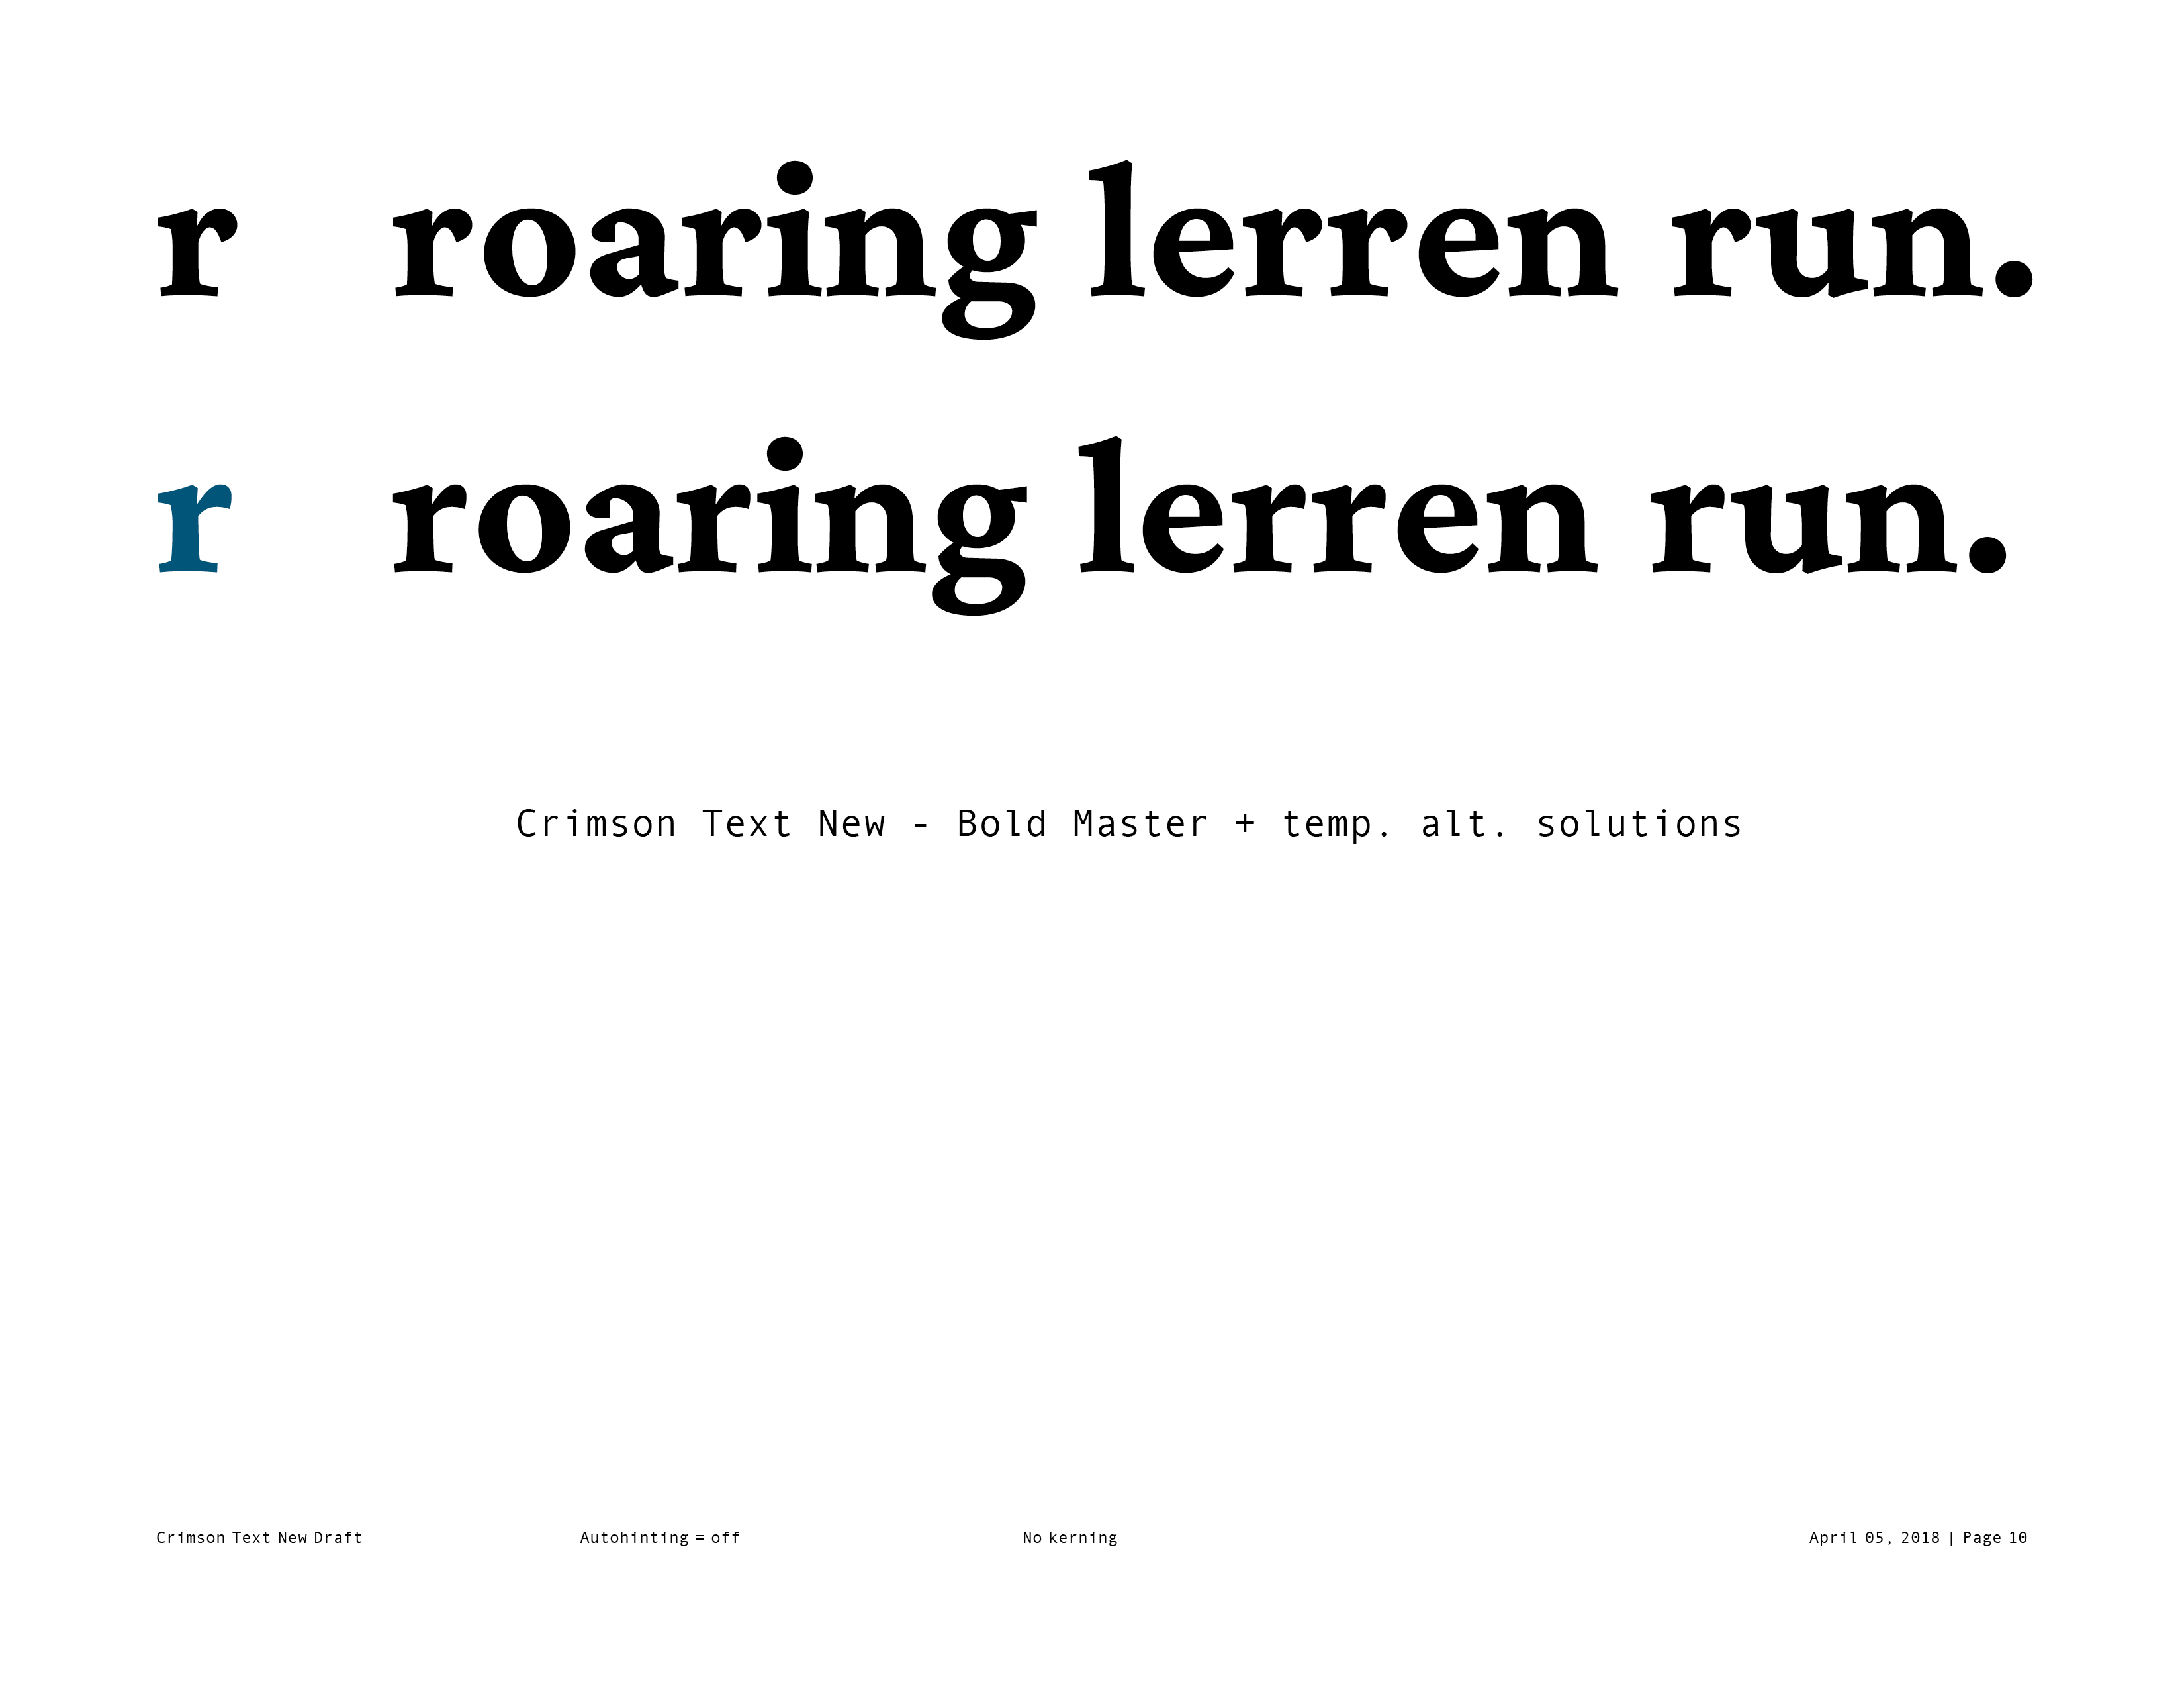 r roaring lerren run.
r roaring lerren run.
Crimson Text New - Bold Master + temp. alt. solutions
Crimson Text New Draft Autohinting = off No kerning April 05, 2018 | Page 10